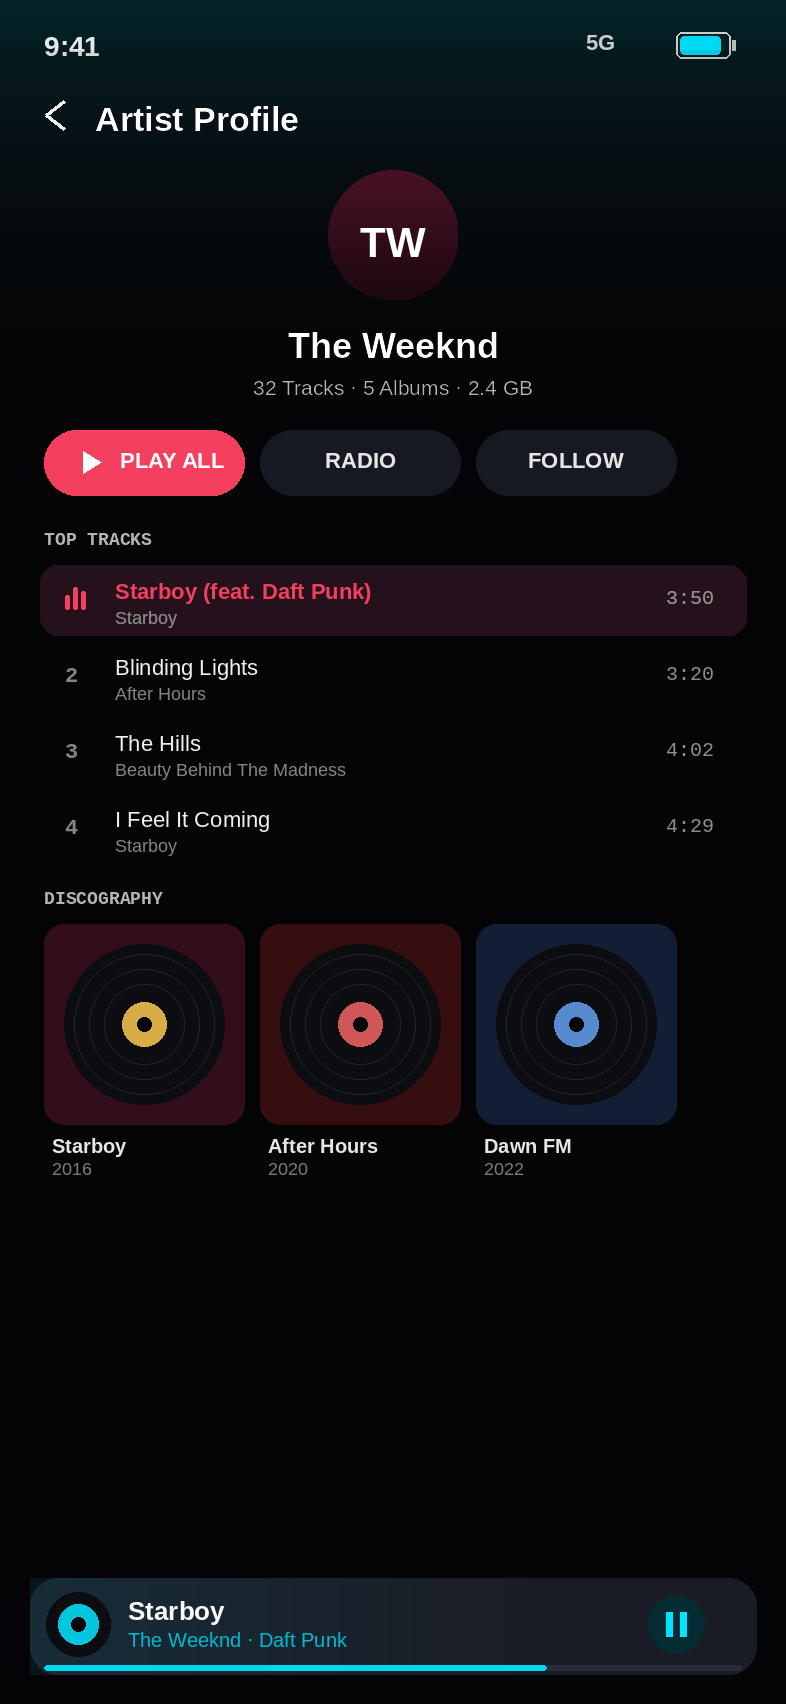 9:41
5G
Artist Profile
TW
The Weeknd
32 Tracks · 5 Albums · 2.4 GB
PLAY ALL
RADIO
FOLLOW
TOP TRACKS
Starboy (feat. Daft Punk)
3:50
Starboy
2
Blinding Lights
3:20
After Hours
3
The Hills
4:02
Beauty Behind The Madness
4
I Feel It Coming
4:29
Starboy
DISCOGRAPHY
Starboy
2016
After Hours
2020
Dawn FM
2022
Starboy
The Weeknd · Daft Punk